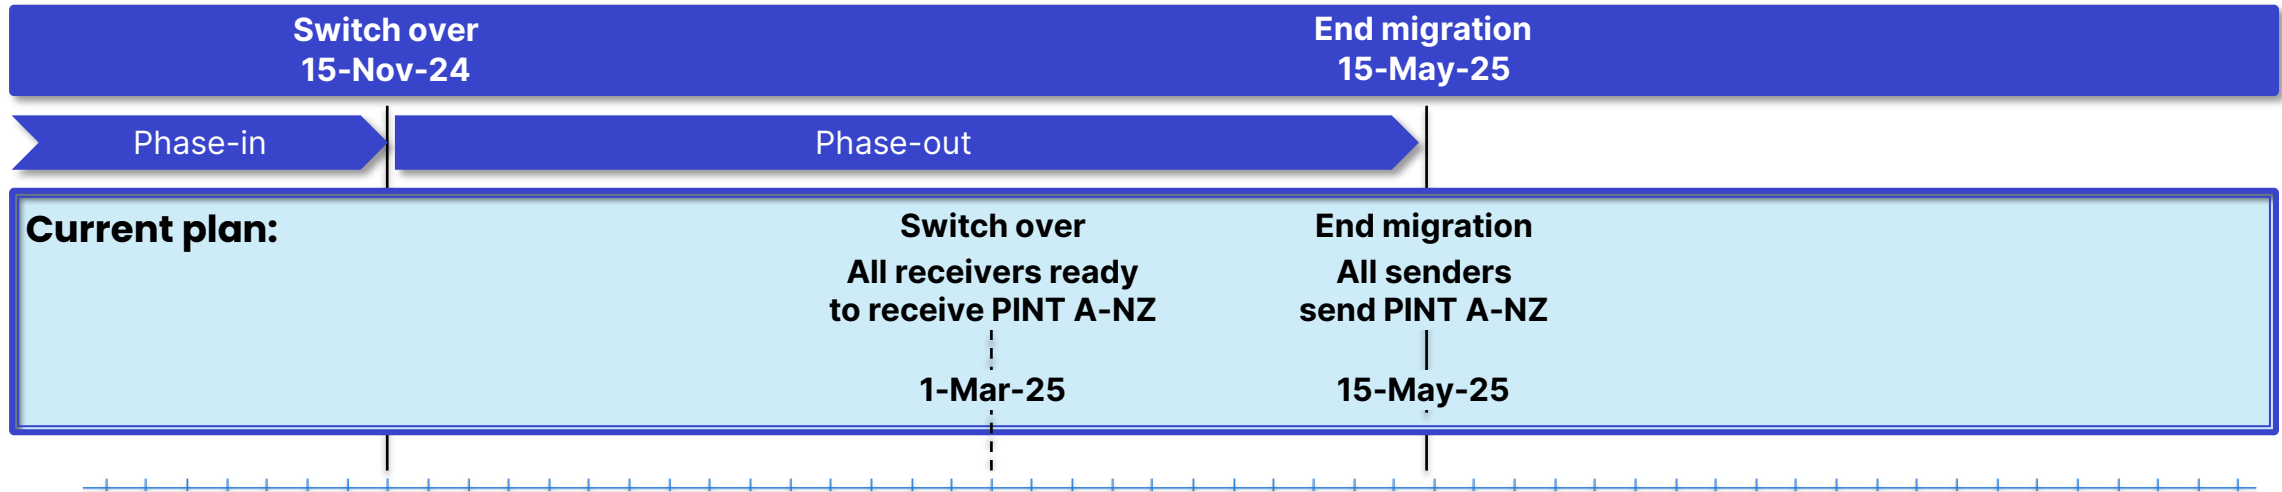 Switch over
15-Nov-24
End migration
15-May-25
Phase-in
Phase-out
Current plan:
Switch over
All receivers ready
to receive PINT A-NZ
1-Mar-25
End migration
All senders
send PINT A-NZ
15-May-25